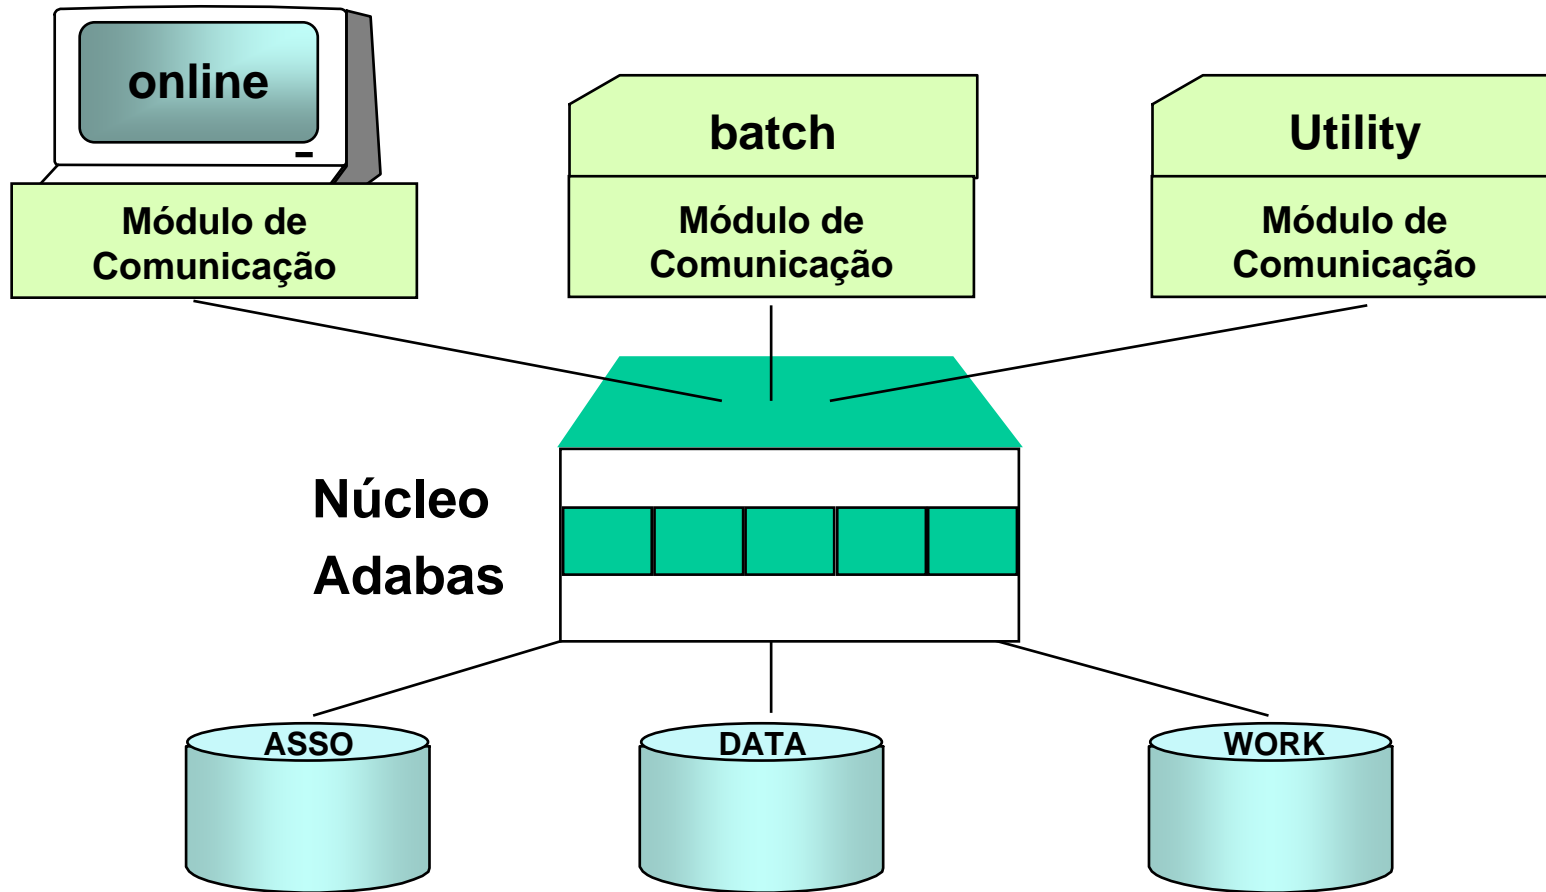 online
batch
Utility
Módulo de
Comunicação
Módulo de
Comunicação
Módulo de
Comunicação
Núcleo
Adabas
ASSO
DATA
WORK